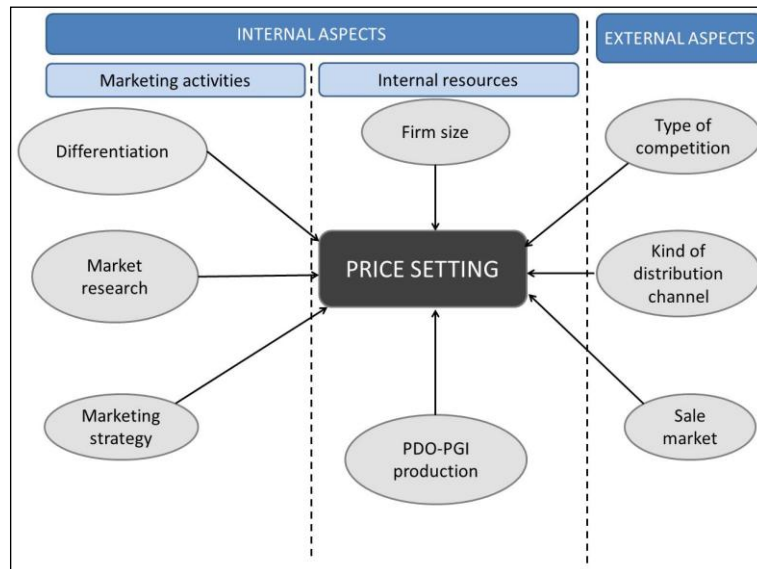 INTERNAL ASPECTS
EXTERNAL ASPECTS
Marketing activities
Internal resources
Differentiation
Firm size
Type of
competition
Market
research
PRICE SETTING
Kind of
distribution
channel
Marketing
strategy
PDO-PGI
production
Sale
market